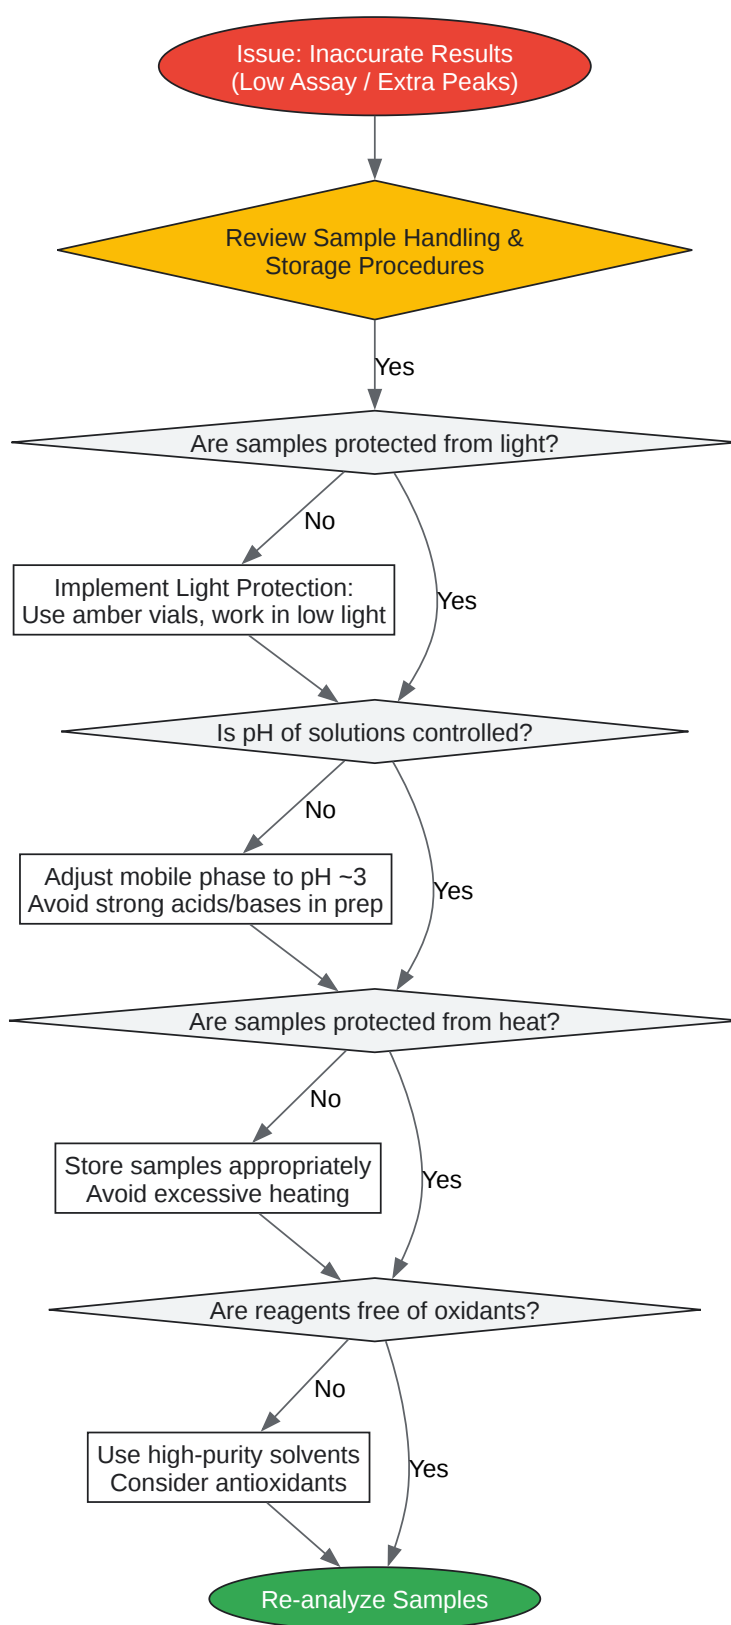 Issue: Inaccurate Results
(Low Assay / Extra Peaks)
Review Sample Handling &
Storage Procedures
Yes
Are samples protected from light?
No
Implement Light Protection:
Use amber vials, work in low light
Yes
Is pH of solutions controlled?
No
Adjust mobile phase to pH ~3
Avoid strong acids/bases in prep
Yes
Are samples protected from heat?
No
Store samples appropriately
Avoid excessive heating
Yes
Are reagents free of oxidants?
No
Use high-purity solvents
Consider antioxidants
Yes
Re-analyze Samples